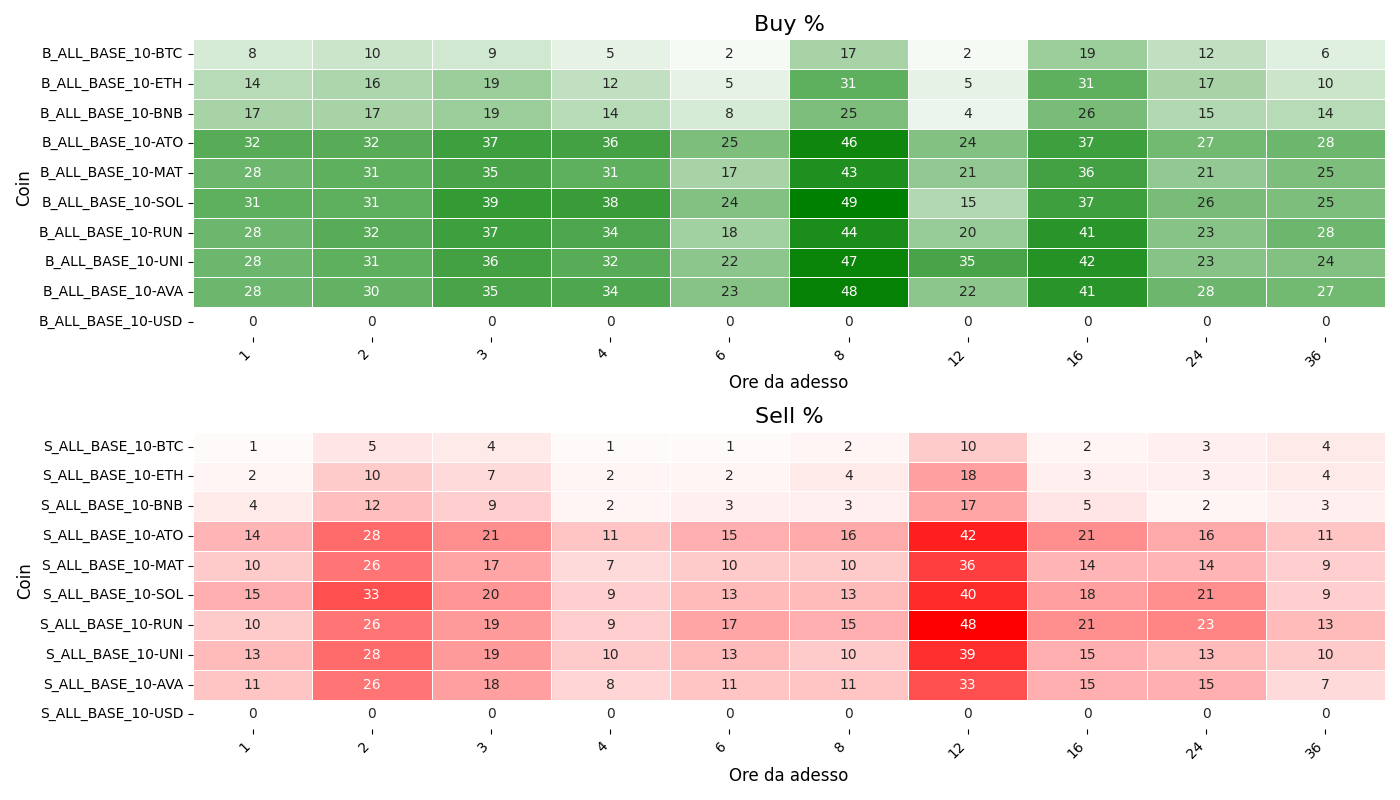 Buy %
Coin
B_ALL_BASE_10-BTC 8 10 9 5 2 17 2 19 12 6
B_ALL_BASE_10-ETH 14 16 19 12 5 31 5 31 17 10
B_ALL_BASE_10-BNB 17 17 19 14 8 25 4 26 15 14
B_ALL_BASE_10-ATO 32 32 37 36 25 46 24 37 27 28
B_ALL_BASE_10-MAT 28 31 35 31 17 43 21 36 21 25
B_ALL_BASE_10-SOL 31 31 39 38 24 49 15 37 26 25
B_ALL_BASE_10-RUN 28 32 37 34 18 44 20 41 23 28
B_ALL_BASE_10-UNI 28 31 36 32 22 47 35 42 23 24
B_ALL_BASE_10-AVA 28 30 35 34 23 48 22 41 28 27
B_ALL_BASE_10-USD 0 0 0 0 0 0 0 0 0 0
1 2 3 4 6 8 12 16 24 36
Ore da adesso
Sell %
Coin
S_ALL_BASE_10-BTC 1 5 4 1 1 2 10 2 3 4
S_ALL_BASE_10-ETH 2 10 7 2 2 4 18 3 3 4
S_ALL_BASE_10-BNB 4 12 9 2 3 3 17 5 2 3
S_ALL_BASE_10-ATO 14 28 21 11 15 16 42 21 16 11
S_ALL_BASE_10-MAT 10 26 17 7 10 10 36 14 14 9
S_ALL_BASE_10-SOL 15 33 20 9 13 13 40 18 21 9
S_ALL_BASE_10-RUN 10 26 19 9 17 15 48 21 23 13
S_ALL_BASE_10-UNI 13 28 19 10 13 10 39 15 13 10
S_ALL_BASE_10-AVA 11 26 18 8 11 11 33 15 15 7
S_ALL_BASE_10-USD 0 0 0 0 0 0 0 0 0 0
1 2 3 4 6 8 12 16 24 36
Ore da adesso